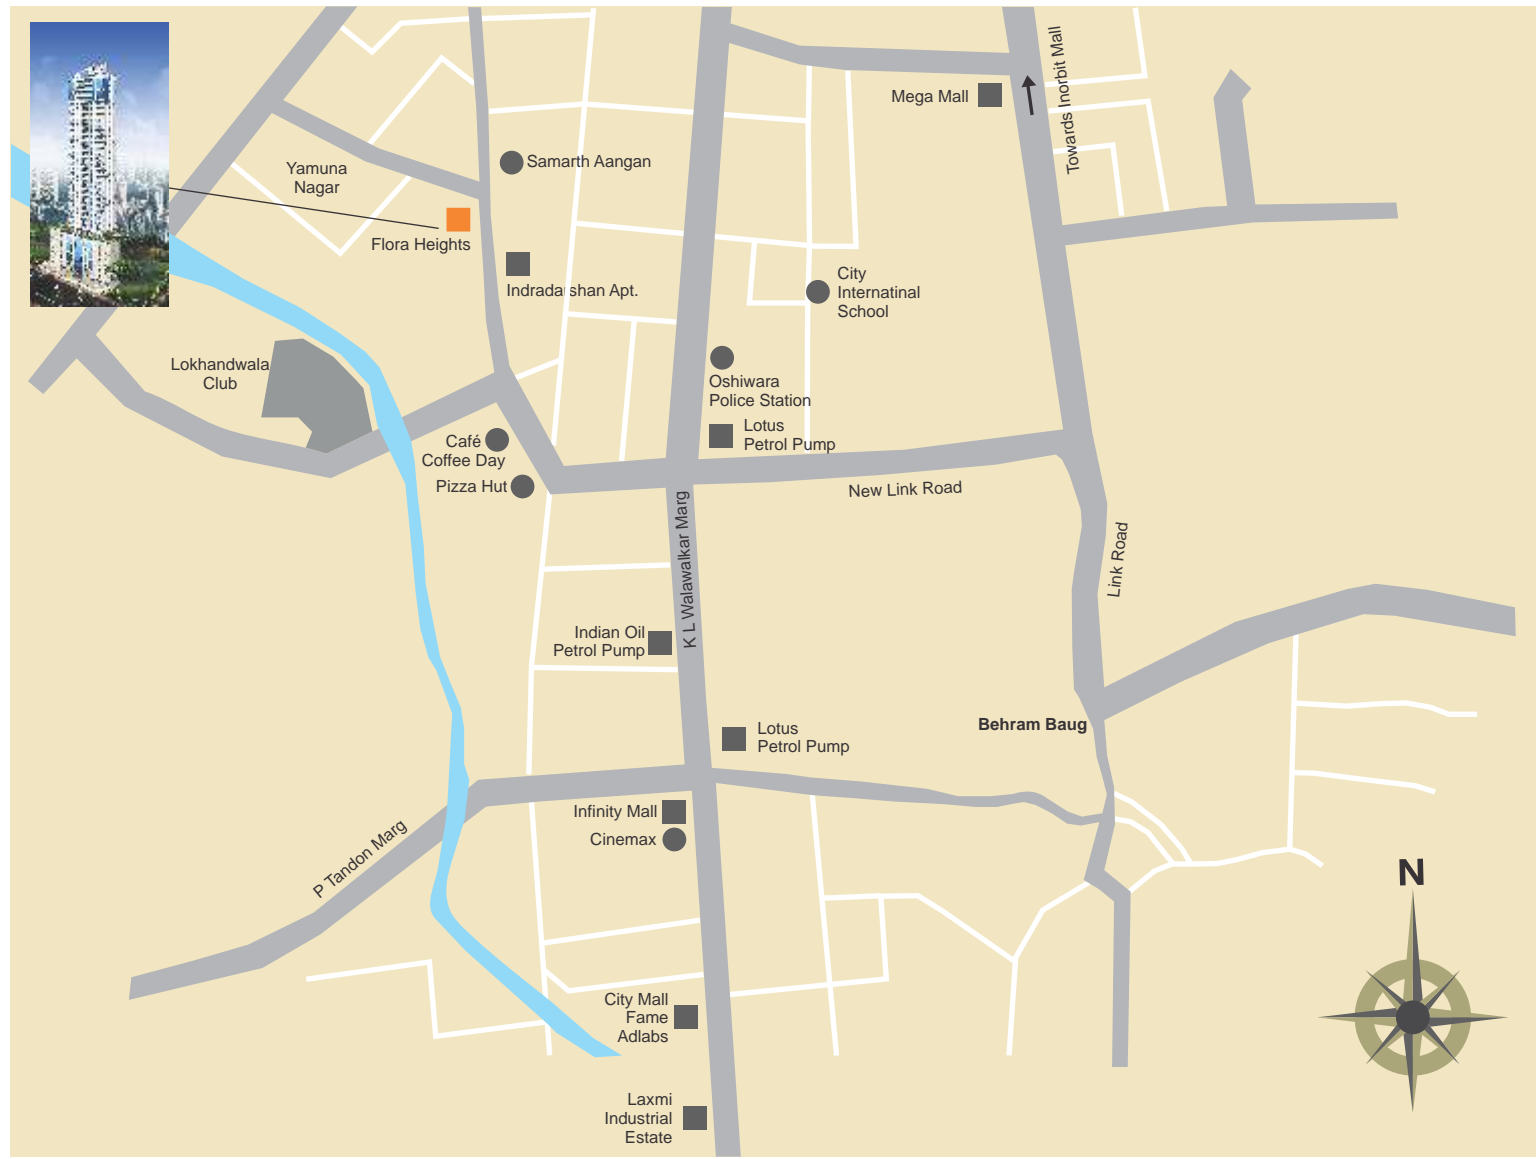 Towards Inorbit Mall
Mega Mall
Samarth Aangan
Yamuna
Nagar
Flora Heights
Indradarshan Apt.
City
Internatinal
School
Lokhandwala
Club
Oshiwara
Police Station
Lotus
Petrol Pump
Café
Coffee Day
Pizza Hut
New Link Road
K L Walawalkar Marg
Link Road
Indian Oil
Petrol Pump
Behram Baug
Lotus
Petrol Pump
Infinity Mall
Cinemax
P Tandon Marg
N
City Mall
Fame
Adlabs
Laxmi
Industrial
Estate